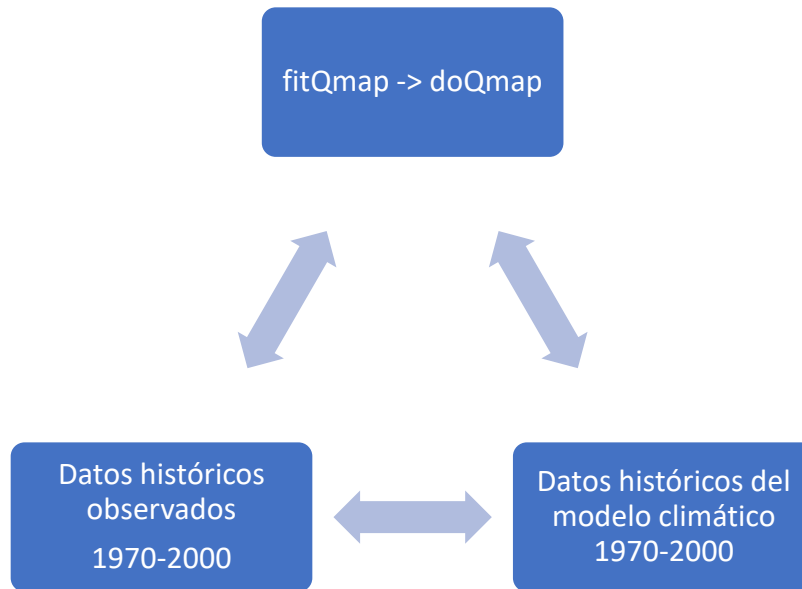 fitQmap -> doQmap
Datos históricos
observados
1970-2000
Datos históricos del
modelo climático
1970-2000